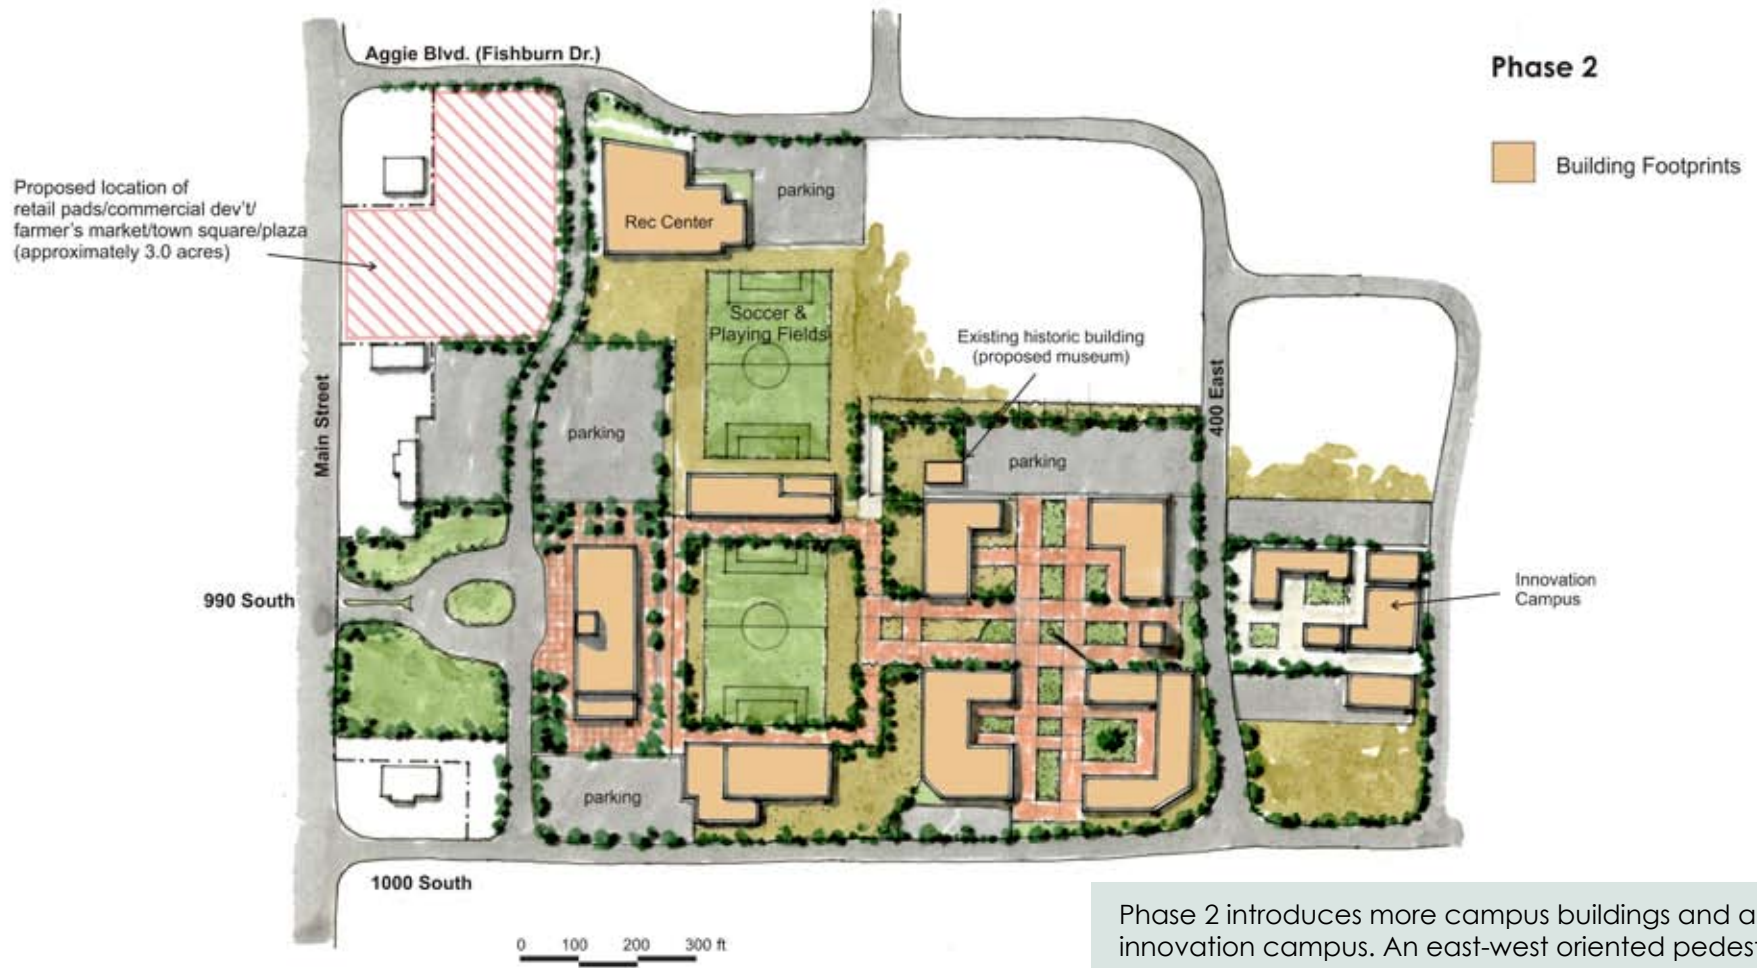 Aggie Blvd. (Fishburn Dr.)
Phase 2
Building Footprints
Proposed location of
retail pads/commercial dev't/
farmer's market/town square/plaza
(approximately 3.0 acres)
parking
Rec Center
Soccer &
Playing Fields
Existing historic building
(proposed museum)
Main Street
400 East
parking
parking
990 South
Innovation
Campus
parking
1000 South
0 100 200 300 ft
Phase 2 introduces more campus buildings and a
innovation campus. An east-west oriented pedes